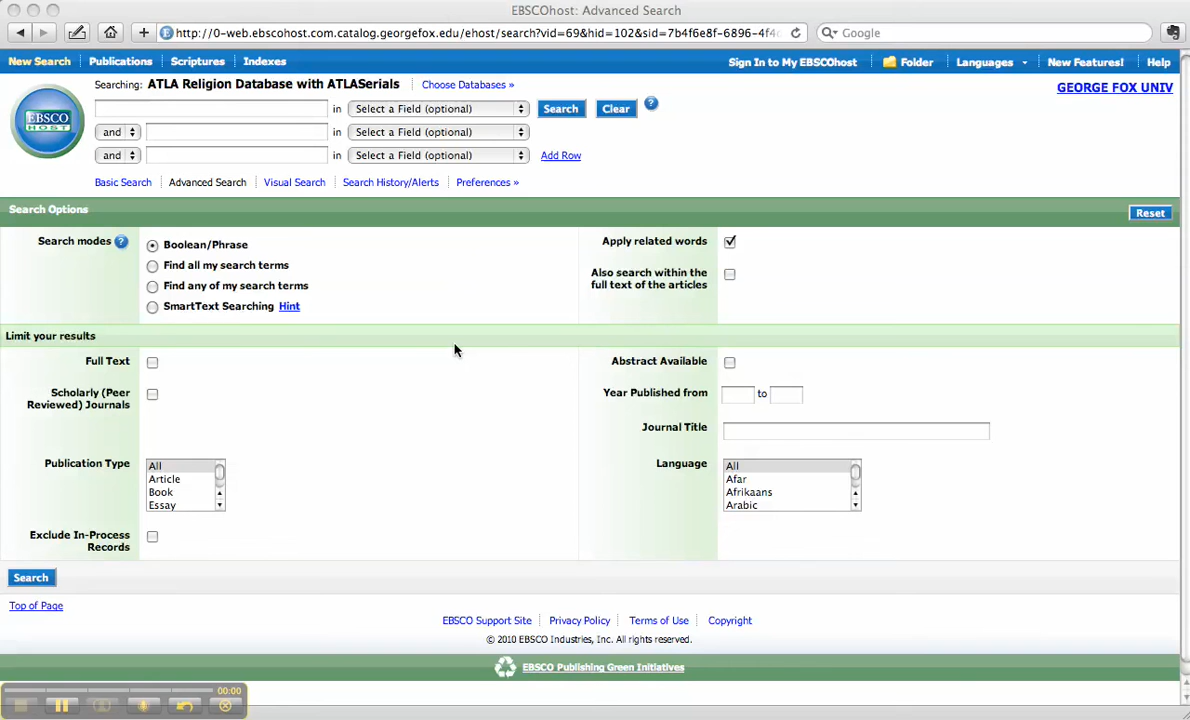 EBSCOhost: Advanced Search
http://0-web.ebscohost.com.catalog.georgefox.edu/ehost/search?vid=69&hid=102&sid=7b4f6e8f-6896-4f4c
Google
New Search Publications Scriptures Indexes Sign In to My EBSCOhost Folder Languages New Features! Help
Searching: ATLA Religion Database with ATLASerials Choose Databases »
GEORGE FOX UNIV
EBSCO
HOST
in Select a Field (optional) Search Clear ?
and in Select a Field (optional)
and in Select a Field (optional) Add Row
Basic Search Advanced Search Visual Search Search History/Alerts Preferences »
Search Options
Reset
Search modes ? Boolean/Phrase
Find all my search terms
Find any of my search terms
SmartText Searching Hint
Apply related words
Also search within the
full text of the articles
Limit your results
Full Text
Scholarly (Peer
Reviewed) Journals
Publication Type All
Article
Book
Essay
Exclude In-Process
Records
Abstract Available
Year Published from to
Journal Title
Language All
Afar
Afrikaans
Arabic
Search
Top of Page
EBSCO Support Site Privacy Policy Terms of Use Copyright
© 2010 EBSCO Industries, Inc. All rights reserved.
EBSCO Publishing Green Initiatives
00:00